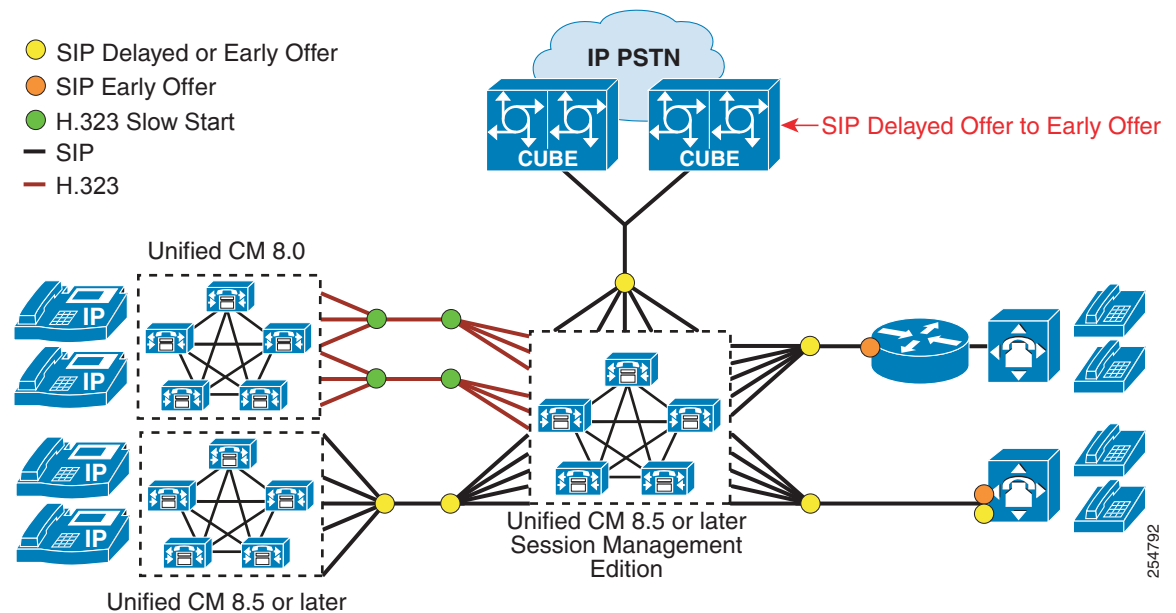 SIP Delayed or Early Offer
SIP Early Offer
H.323 Slow Start
SIP
H.323
IP PSTN
CUBE
CUBE
SIP Delayed Offer to Early Offer
Unified CM 8.0
IP
IP
IP
IP
Unified CM 8.5 or later
Unified CM 8.5 or later
Session Management
Edition
254792